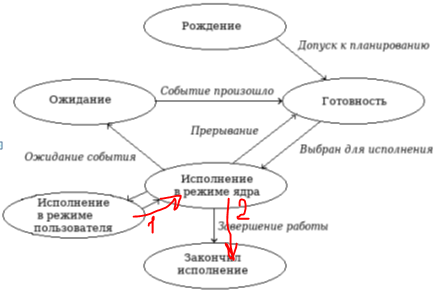 Рождение
Допуск к планированию
Событие произошло
Ожидание
Готовность
Прерывание
Ожидание события
Выбран для исполнения
Исполнение
в режиме ядра
Исполнение
в режиме
пользователя
1
2
Завершение работы
Закончил
исполнение